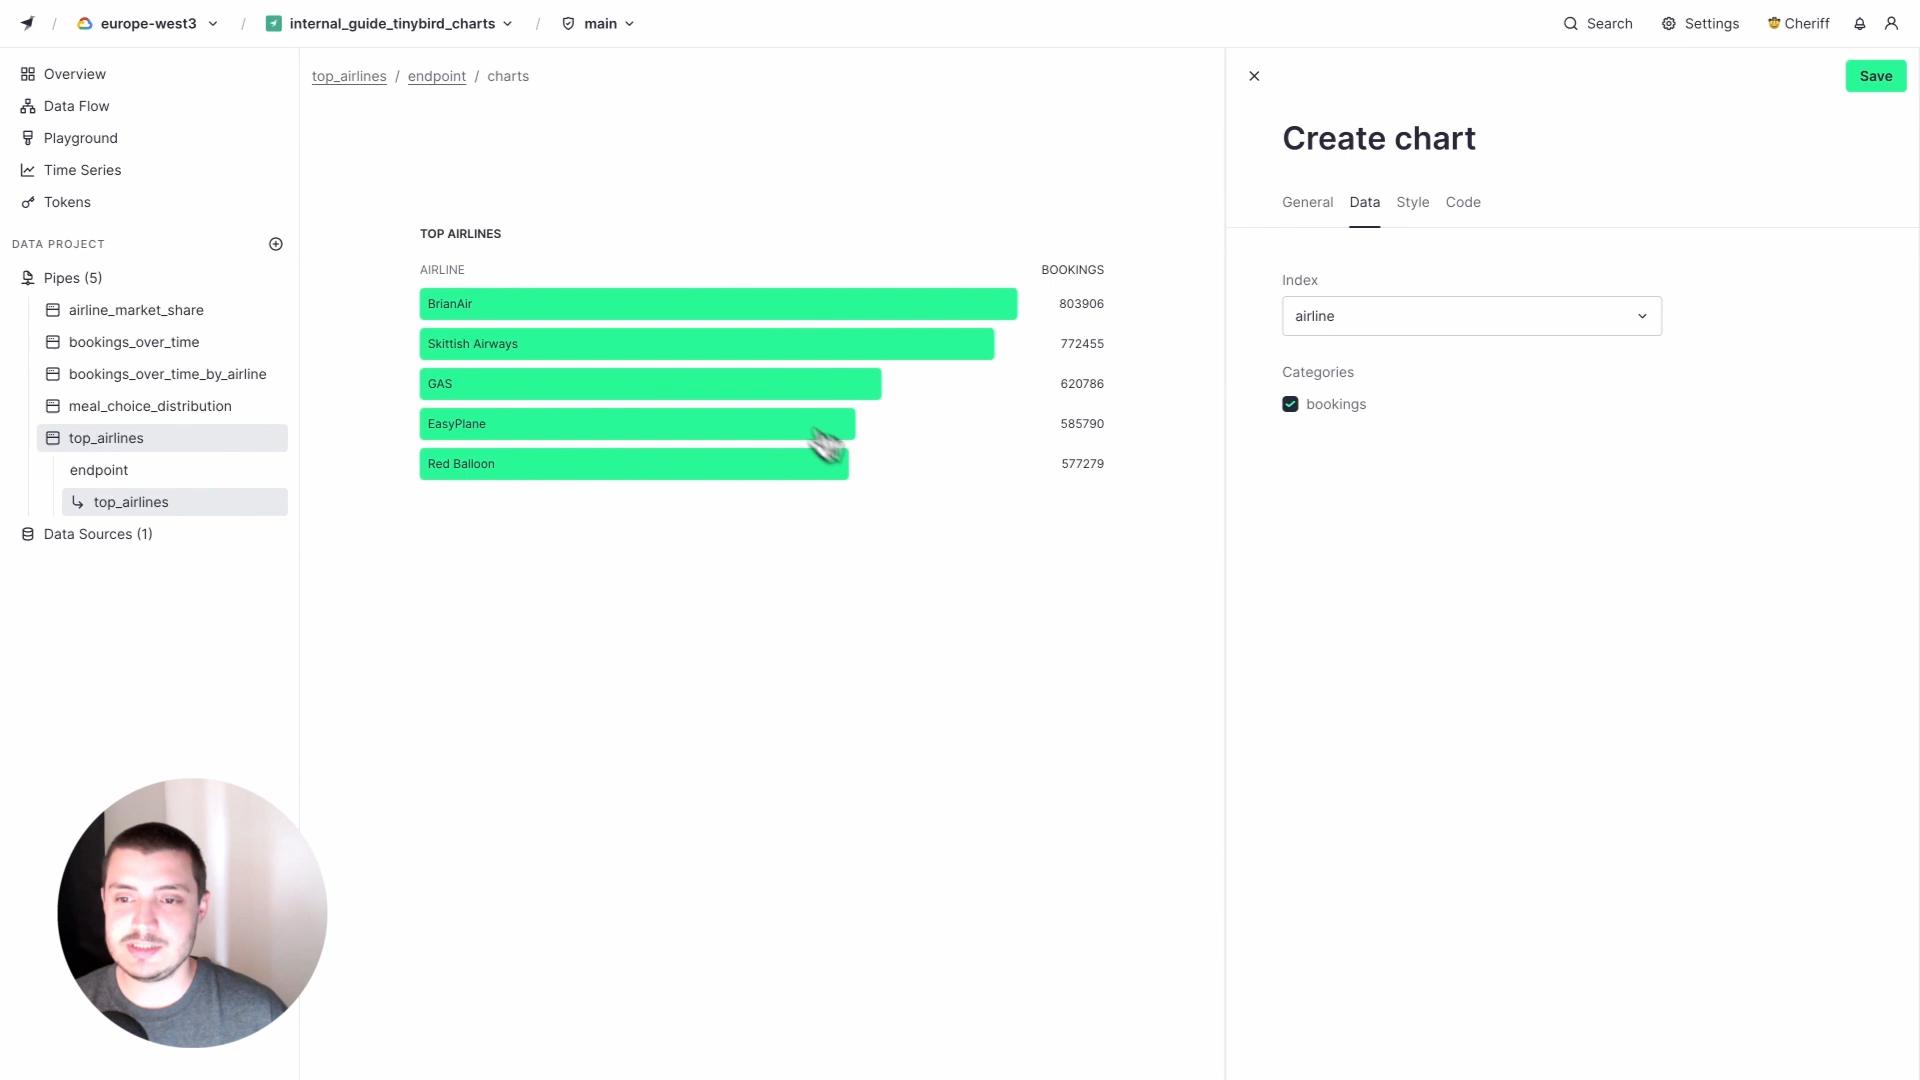 / europe-west3 / internal_guide_tinybird_charts / main
Search Settings Cheriff
Overview
Data Flow
Playground
Time Series
Tokens
DATA PROJECT
Pipes (5)
airline_market_share
bookings_over_time
bookings_over_time_by_airline
meal_choice_distribution
top_airlines
endpoint
top_airlines
Data Sources (1)
top_airlines / endpoint / charts
TOP AIRLINES
AIRLINE BOOKINGS
BrianAir 803906
Skittish Airways 772455
GAS 620786
EasyPlane 585790
Red Balloon 577279
Save
Create chart
General Data Style Code
Index
airline
Categories
bookings